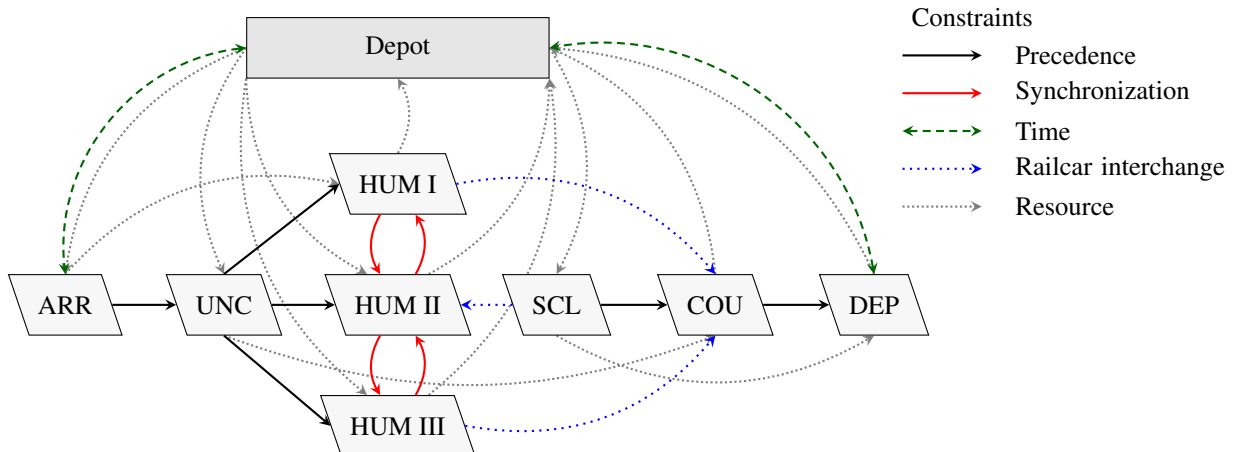 Depot
Constraints
Precedence
Synchronization
Time
Railcar interchange
Resource
HUM I
ARR
UNC
HUM II
SCL
COU
DEP
HUM III